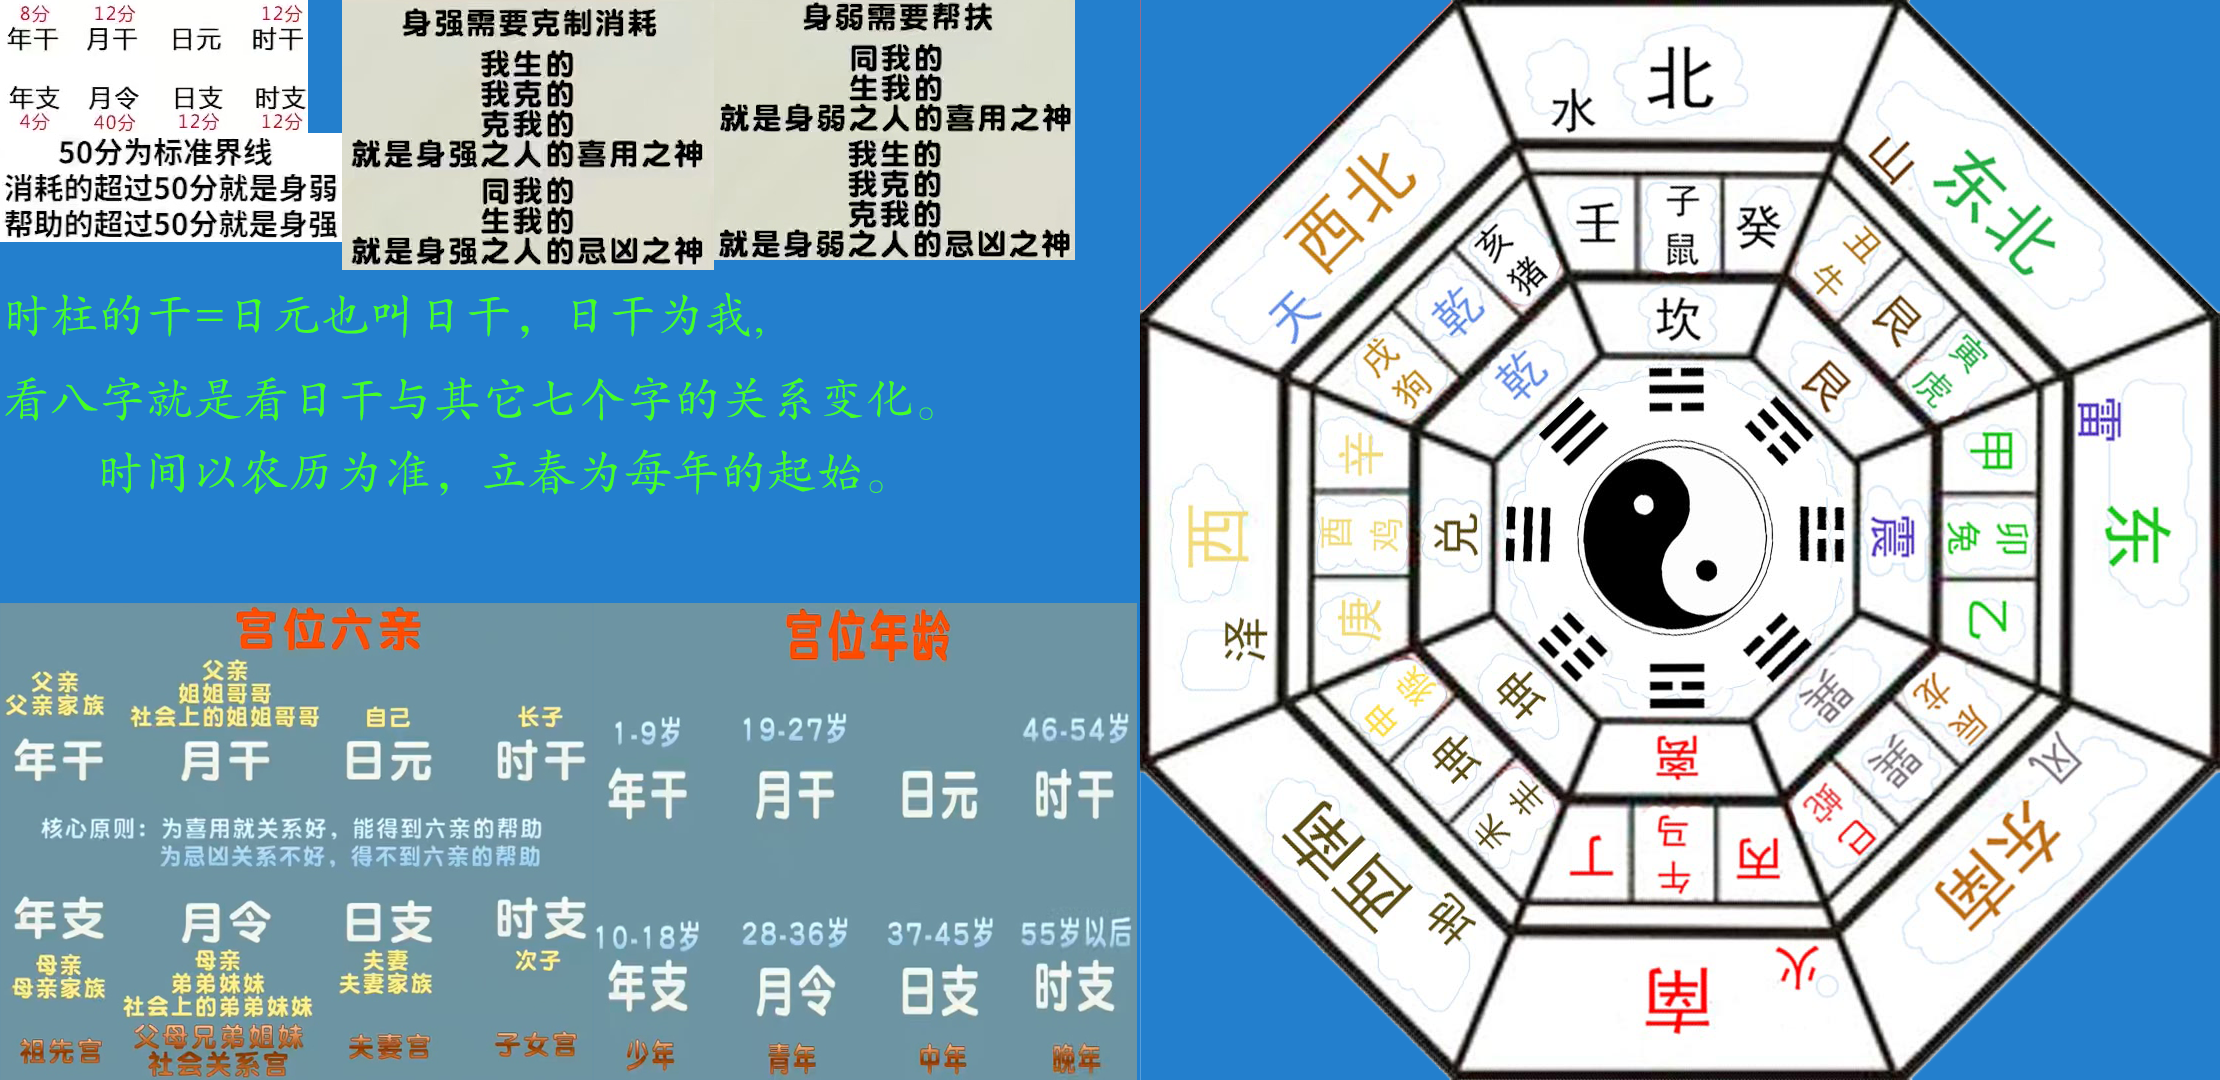 8分 12分 12分
年干 月干 日元 时干
年支 月令 日支 时支
4分 40分 12分 12分
50分为标准界线
消耗的超过50分就是身弱
帮助的超过50分就是身强
身强需要克制消耗
我生的
我克的
克我的
就是身强之人的喜用之神
同我的
生我的
就是身强之人的忌凶之神
身弱需要帮扶
同我的
生我的
就是身弱之人的喜用之神
我生的
我克的
克我的
就是身弱之人的忌凶之神
时柱的干=日元也叫日干，日干为我,
看八字就是看日干与其它七个字的关系变化。
时间以农历为准，立春为每年的起始。
宫位六亲
父亲
父亲家族
父亲
姐姐哥哥
社会上的姐姐哥哥
自己
长子
年干 月干 日元 时干
核心原则：为喜用就关系好，能得到六亲的帮助
为忌凶关系不好，得不到六亲的帮助
年支 月令 日支 时支
母亲
母亲家族
母亲
弟弟妹妹
社会上的弟弟妹妹
夫妻
夫妻家族
次子
祖先宫
父母兄弟姐妹
社会关系宫
夫妻宫
子女宫
宫位年龄
1-9岁 19-27岁 46-54岁
年干 月干 日元 时干
10-18岁 28-36岁 37-45岁 55岁以后
年支 月令 日支 时支
少年 青年 中年 晚年
北
水
壬
子
鼠
癸
坎
东北
山
丑
牛
艮
寅
虎
艮
东
雷
甲
卯
兔
乙
震
东南
风
辰
龙
巽
巳
蛇
巽
南
火
丙
午
马
丁
离
西南
地
未
羊
坤
申
猴
坤
西
泽
庚
酉
鸡
辛
兑
西北
天
戌
狗
乾
亥
猪
乾